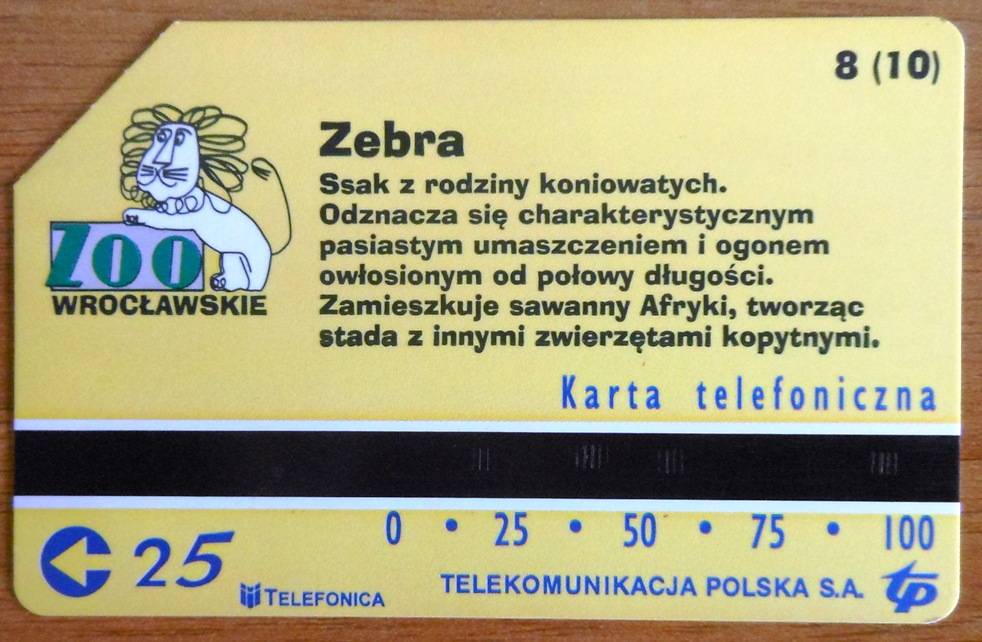 8 (10)
Zebra
Ssak z rodziny koniowatych.
Odznacza się charakterystycznym
pasiastym umaszczeniem i ogonem
owłosionym od połowy długości.
Zamieszkuje sawanny Afryki, tworząc
stada z innymi zwierzętami kopytnymi.
ZOO
WROCŁAWSKIE
Karta telefoniczna
0 • 25 • 50 • 75 • 100
25
TELEFONICA
TELEKOMUNIKACJA POLSKA S.A. tp